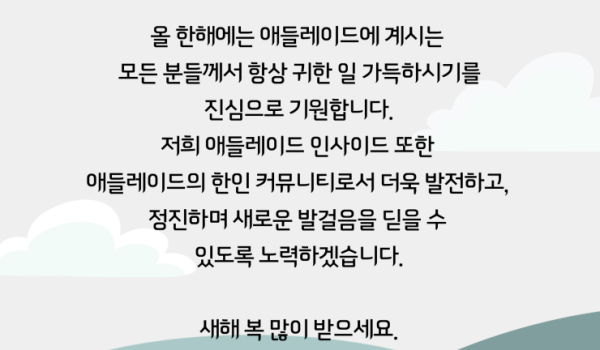 올 한해에는 애들레이드에 계시는
모든 분들께서 항상 귀한 일 가득하시기를
진심으로 기원합니다.
저희 애들레이드 인사이드 또한
애들레이드의 한인 커뮤니티로서 더욱 발전하고,
정진하며 새로운 발걸음을 딛을 수
있도록 노력하겠습니다.
새해 복 많이 받으세요.